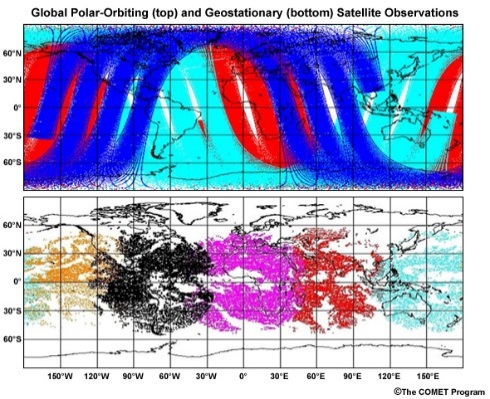 Global Polar-Orbiting (top) and Geostationary (bottom) Satellite Observations
60°N
30°N
0°
30°S
60°S
60°N
30°N
0°
30°S
60°S
150°W 120°W 90°W 60°W 30°W 0° 30°E 60°E 90°E 120°E 150°E
©The COMET Program